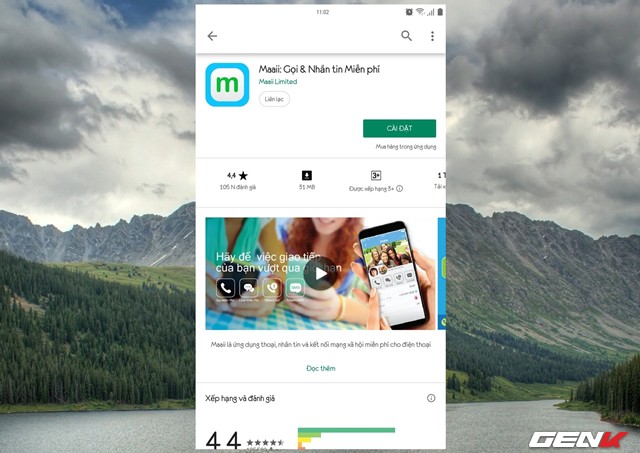 11:02
m
Maaii: Gọi & Nhắn tin Miễn phí
Maaii Limited
Liên lạc
CÀI ĐẶT
Mua hàng trong ứng dụng
4,4 ★
105 N đánh giá
31 MB
3+
Được xếp hạng 3+
1 T
Tải x
Hãy để việc giao tiếp
của bạn vượt qua
Maaii là ứng dụng thoại, nhắn tin và kết nối mạng xã hội miễn phí cho điện thoại
Đọc thêm
Xếp hạng và đánh giá
4,4
GENK